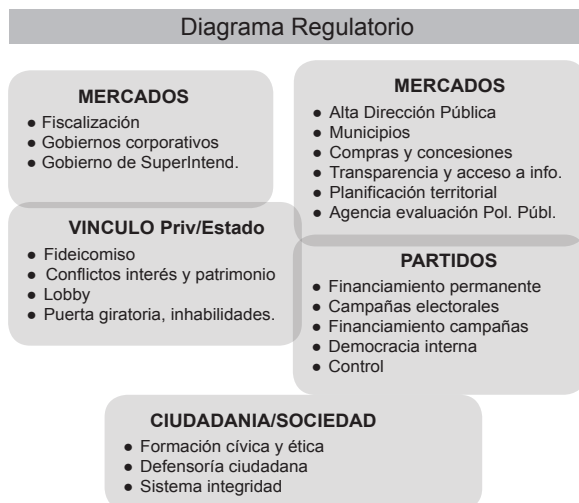 Diagrama Regulatorio
MERCADOS
● Fiscalización
● Gobiernos corporativos
● Gobierno de SuperIntend.
MERCADOS
● Alta Dirección Pública
● Municipios
● Compras y concesiones
● Transparencia y acceso a info.
● Planificación territorial
● Agencia evaluación Pol. Públ.
VINCULO Priv/Estado
● Fideicomiso
● Conflictos interés y patrimonio
● Lobby
● Puerta giratoria, inhabilidades.
PARTIDOS
● Financiamiento permanente
● Campañas electorales
● Financiamiento campañas
● Democracia interna
● Control
CIUDADANIA/SOCIEDAD
● Formación cívica y ética
● Defensoría ciudadana
● Sistema integridad